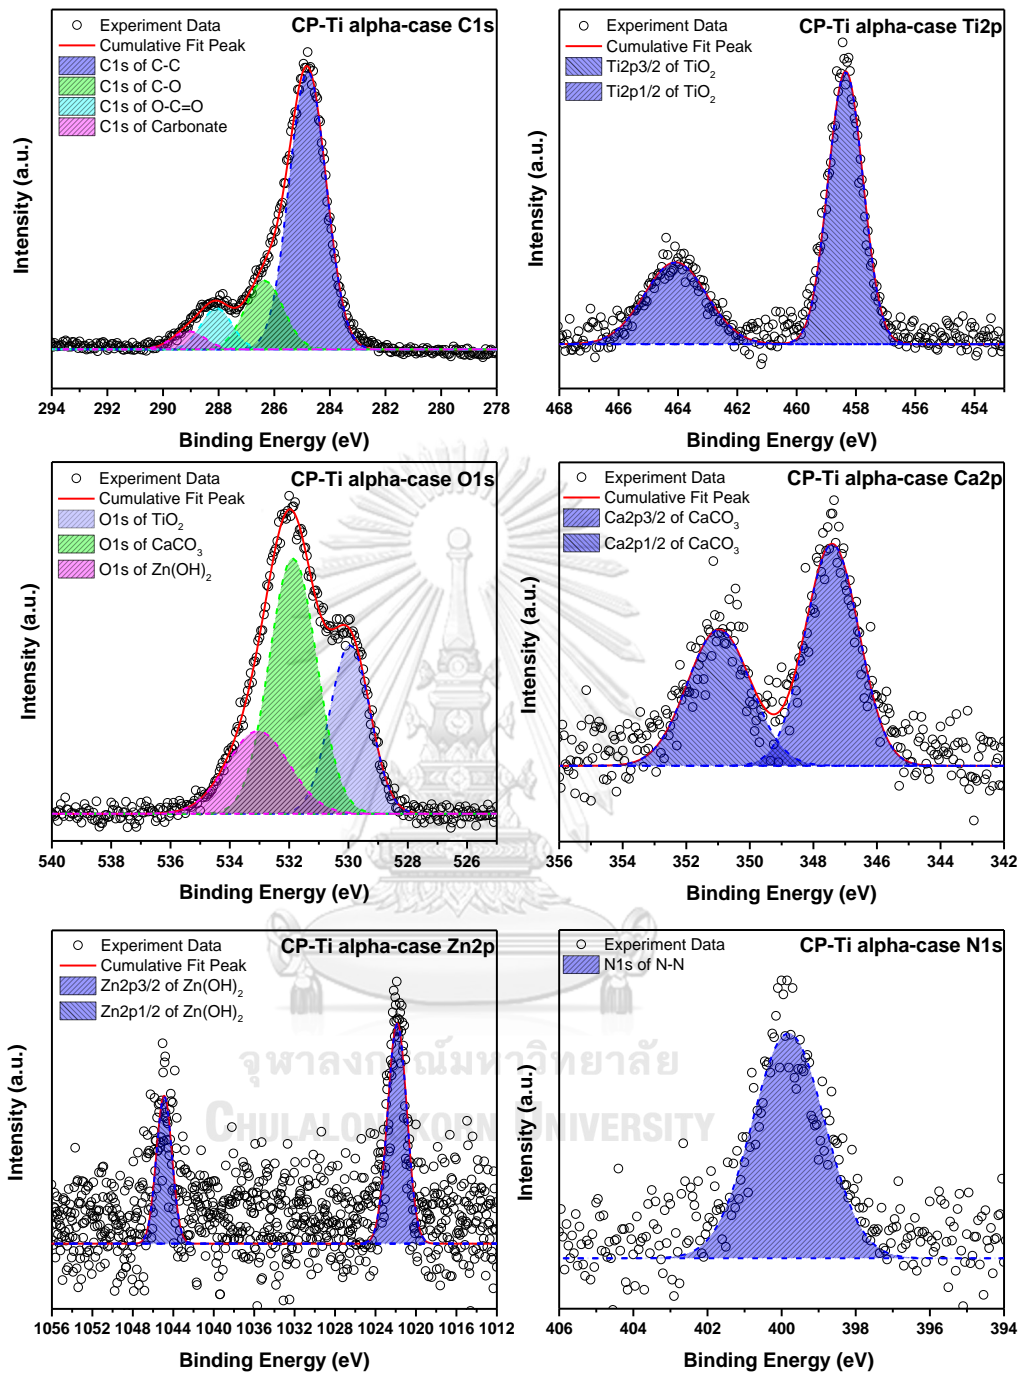 CP-Ti alpha-case C1s
Experiment Data
Cumulative Fit Peak
C1s of C-C
C1s of C-O
C1s of O-C=O
C1s of Carbonate
Intensity (a.u.)
294 292 290 288 286 284 282 280 278
Binding Energy (eV)
CP-Ti alpha-case Ti2p
Experiment Data
Cumulative Fit Peak
Ti2p3/2 of TiO₂
Ti2p1/2 of TiO₂
Intensity (a.u.)
468 466 464 462 460 458 456 454
Binding Energy (eV)
CP-Ti alpha-case O1s
Experiment Data
Cumulative Fit Peak
O1s of TiO₂
O1s of CaCO₃
O1s of Zn(OH)₂
Intensity (a.u.)
540 538 536 534 532 530 528 526
Binding Energy (eV)
CP-Ti alpha-case Ca2p
Experiment Data
Cumulative Fit Peak
Ca2p3/2 of CaCO₃
Ca2p1/2 of CaCO₃
Intensity (a.u.)
356 354 352 350 348 346 344 342
Binding Energy (eV)
CP-Ti alpha-case Zn2p
Experiment Data
Cumulative Fit Peak
Zn2p3/2 of Zn(OH)₂
Zn2p1/2 of Zn(OH)₂
Intensity (a.u.)
1056 1052 1048 1044 1040 1036 1032 1028 1024 1020 1016 1012
Binding Energy (eV)
CP-Ti alpha-case N1s
Experiment Data
N1s of N-N
Intensity (a.u.)
406 404 402 400 398 396 394
Binding Energy (eV)
จุฬาลงกรณ์มหาวิทยาลัย
CHULALONGKORN UNIVERSITY